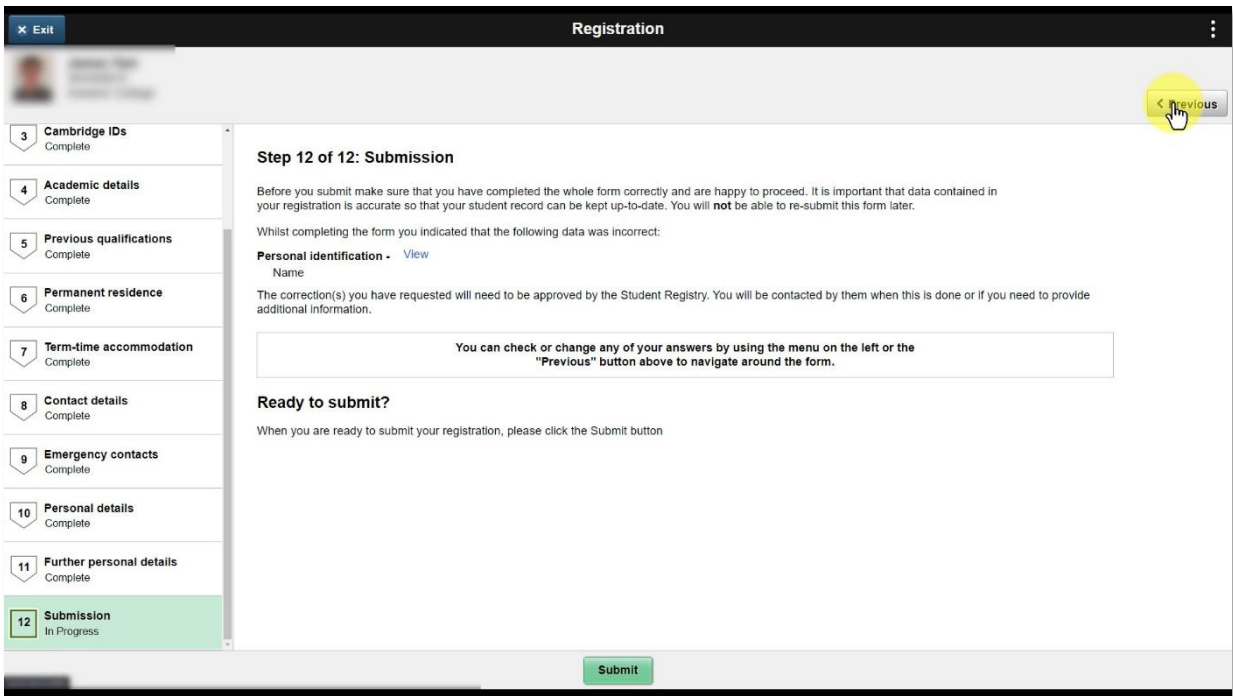 × Exit
Registration
< Previous
3 Cambridge IDs
Complete
4 Academic details
Complete
5 Previous qualifications
Complete
6 Permanent residence
Complete
7 Term-time accommodation
Complete
8 Contact details
Complete
9 Emergency contacts
Complete
10 Personal details
Complete
11 Further personal details
Complete
12 Submission
In Progress
Step 12 of 12: Submission
Before you submit make sure that you have completed the whole form correctly and are happy to proceed. It is important that data contained in
your registration is accurate so that your student record can be kept up-to-date. You will not be able to re-submit this form later.
Whilst completing the form you indicated that the following data was incorrect:
Personal identification - View
Name
The correction(s) you have requested will need to be approved by the Student Registry. You will be contacted by them when this is done or if you need to provide
additional information.
You can check or change any of your answers by using the menu on the left or the
"Previous" button above to navigate around the form.
Ready to submit?
When you are ready to submit your registration, please click the Submit button
Submit